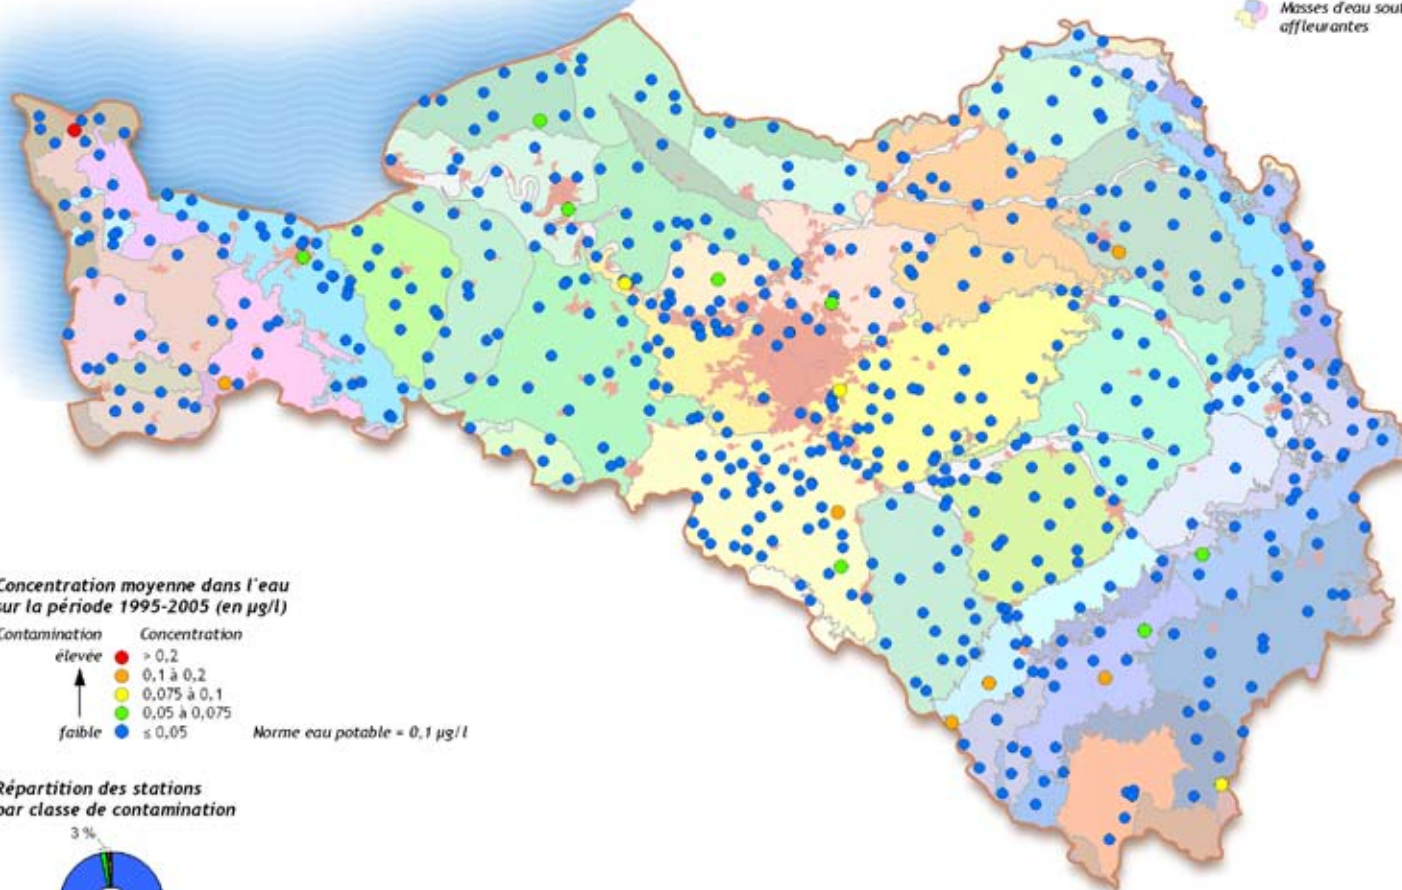 Masses d'eau sout
affleurantes
Concentration moyenne dans l'eau
sur la période 1995-2005 (en µg/l)
Contamination Concentration
élevée > 0,2
0,1 à 0,2
0,075 à 0,1
0,05 à 0,075
faible ≤ 0,05 Norme eau potable = 0,1 µg/l
Répartition des stations
par classe de contamination
3 %